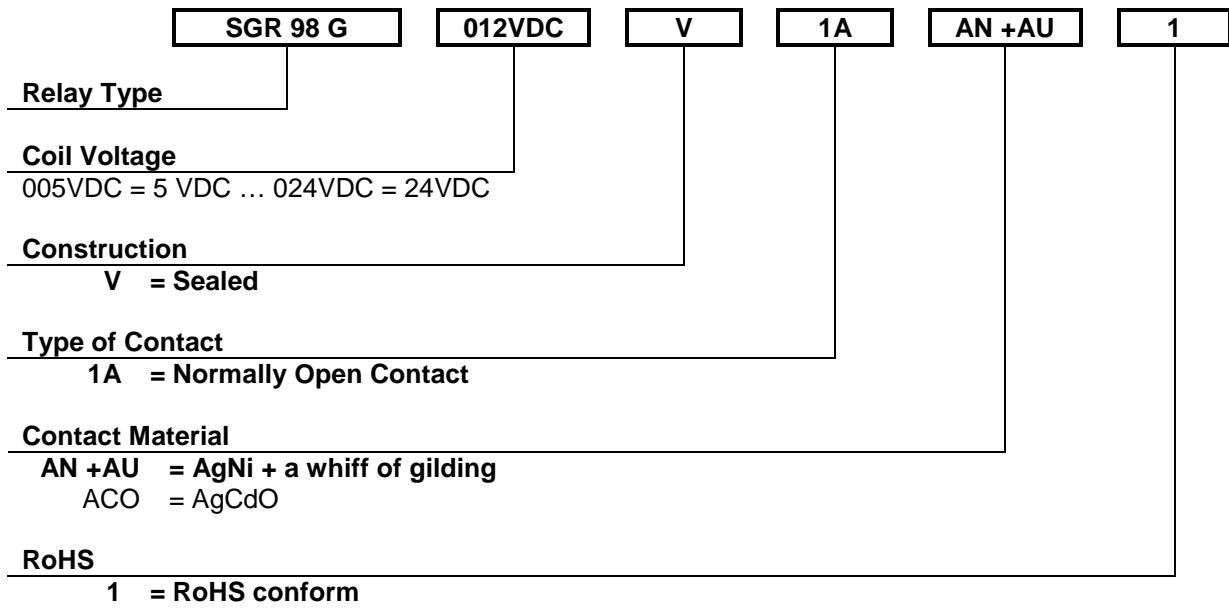 SGR 98 G 012VDC V 1A AN +AU 1
Relay Type
Coil Voltage
005VDC = 5 VDC … 024VDC = 24VDC
Construction
V = Sealed
Type of Contact
1A = Normally Open Contact
Contact Material
AN +AU = AgNi + a whiff of gilding
ACO = AgCdO
RoHS
1 = RoHS conform